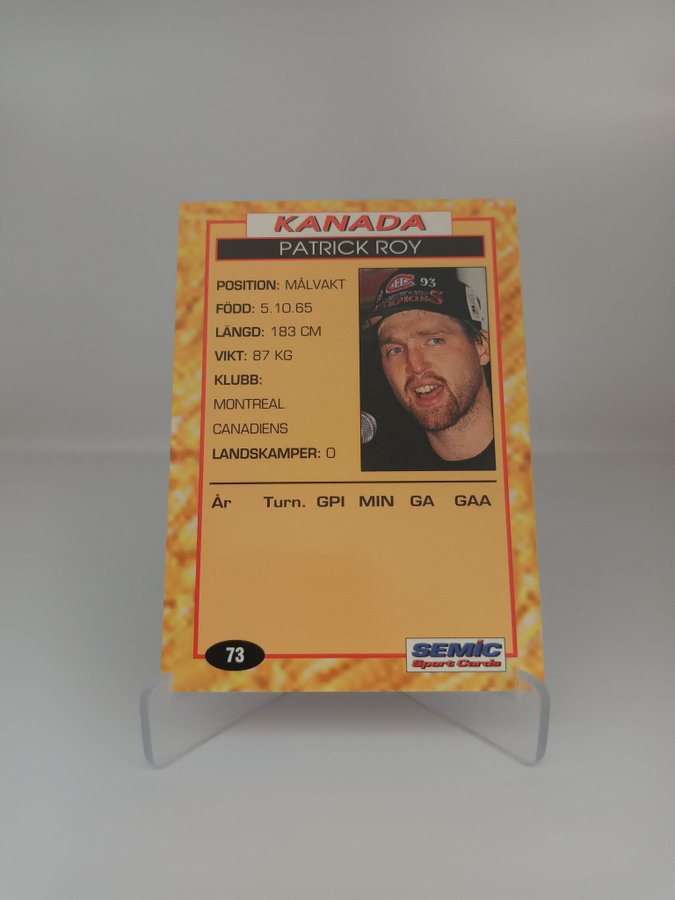 KANADA
PATRICK ROY
POSITION: MÅLVAKT
FÖDD: 5.10.65
LÄNGD: 183 CM
VIKT: 87 KG
KLUBB:
MONTREAL
CANADIENS
LANDSKAMPER: 0
93
År Turn. GPI MIN GA GAA
73
SEMIC
Sport Cards